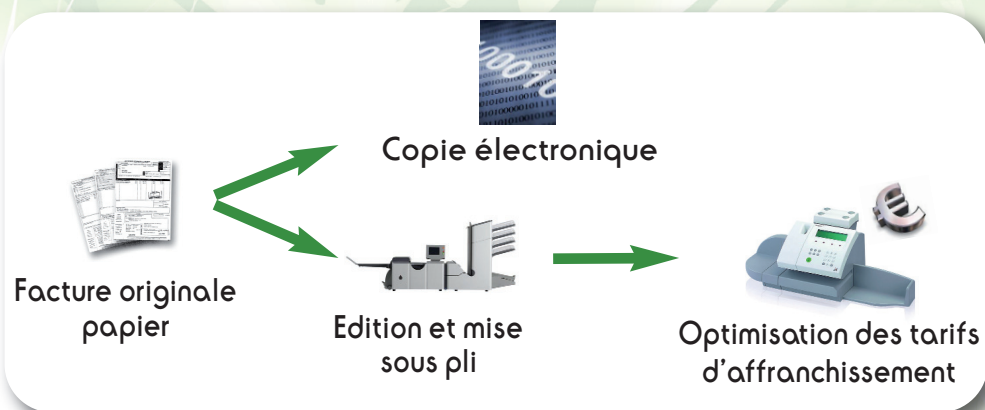 Copie électronique
Facture originale
papier
Edition et mise
sous pli
Optimisation des tarifs
d'affranchissement